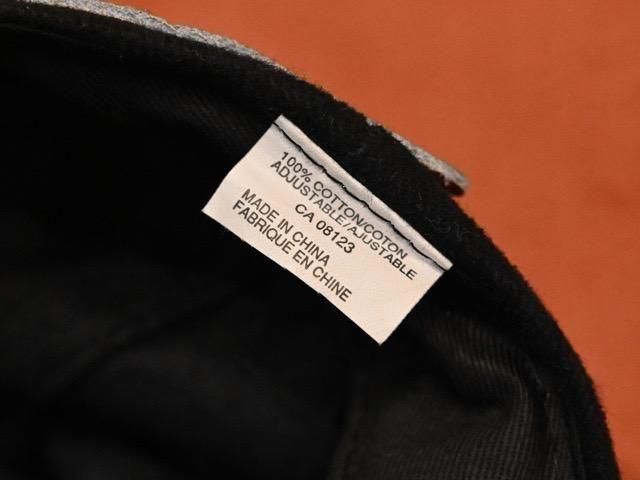 100% COTTON/COTON
ADJUSTABLE/AJUSTABLE
CA 08123
MADE IN CHINA
FABRIQUE EN CHINE